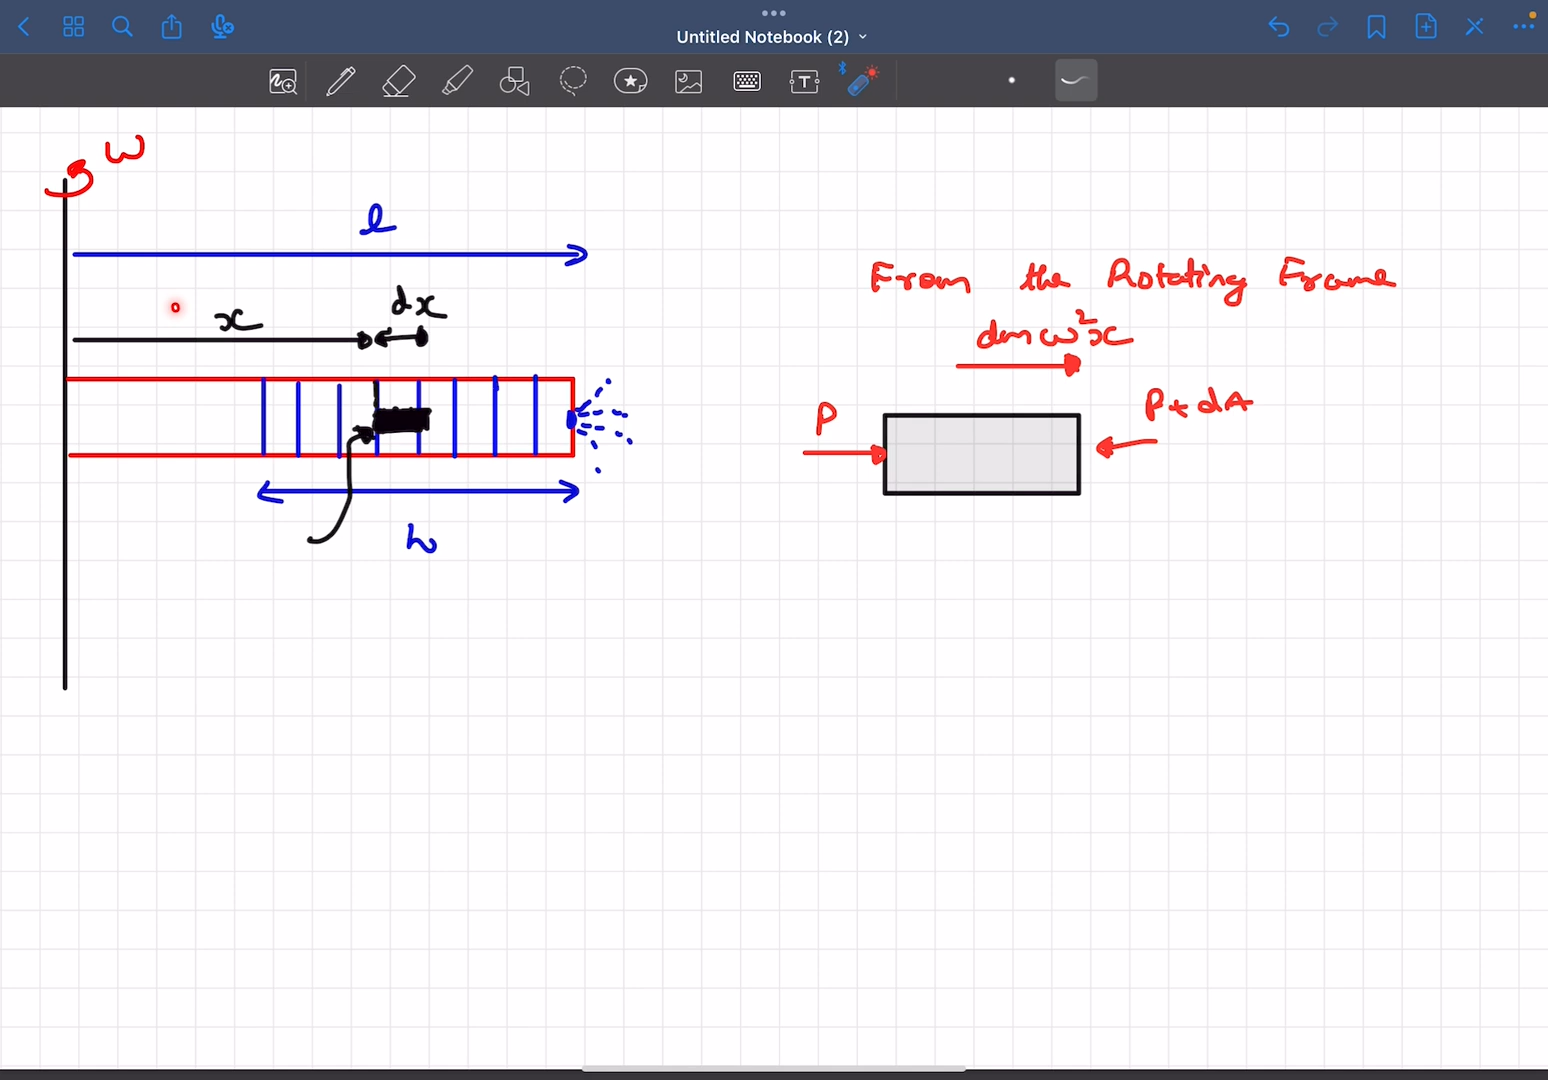 Untitled Notebook (2)
T
ω
l
x
dx
h
From the Rotating Frame
dm ω²x
P
P + dA